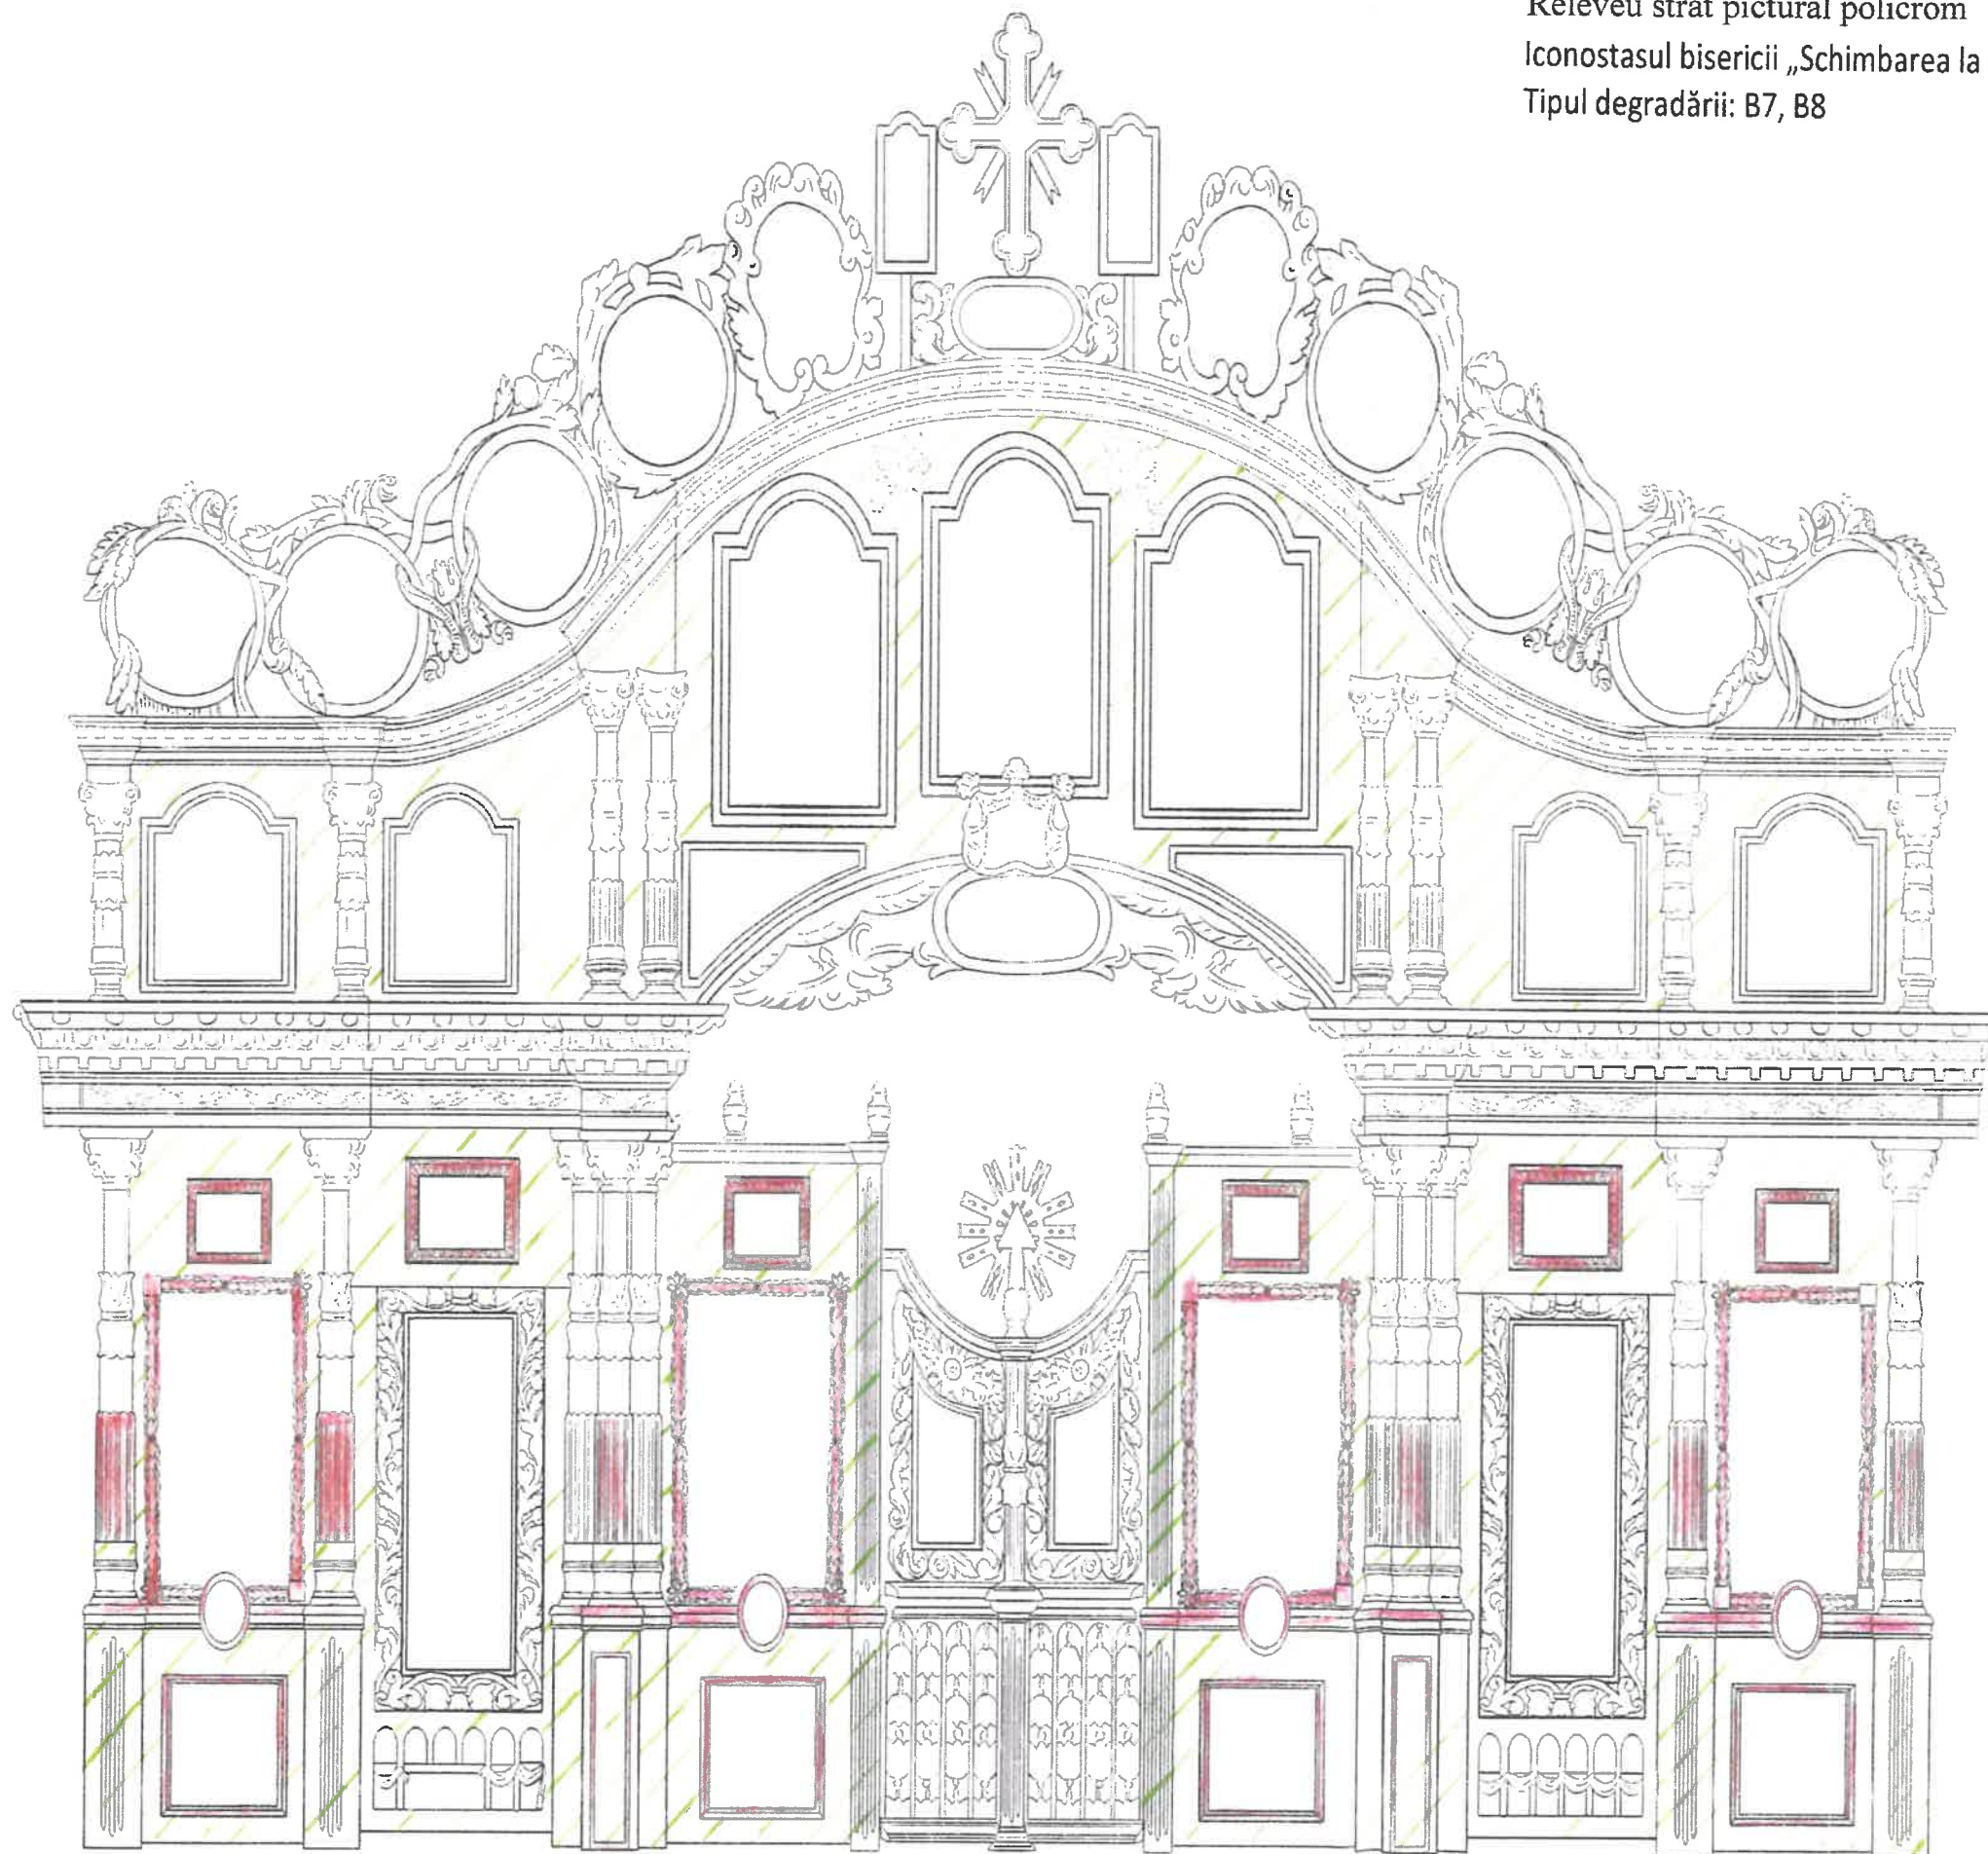 Releveu strat pictural policrom
Iconostasul bisericii „Schimbarea la
Tipul degradării: B7, B8